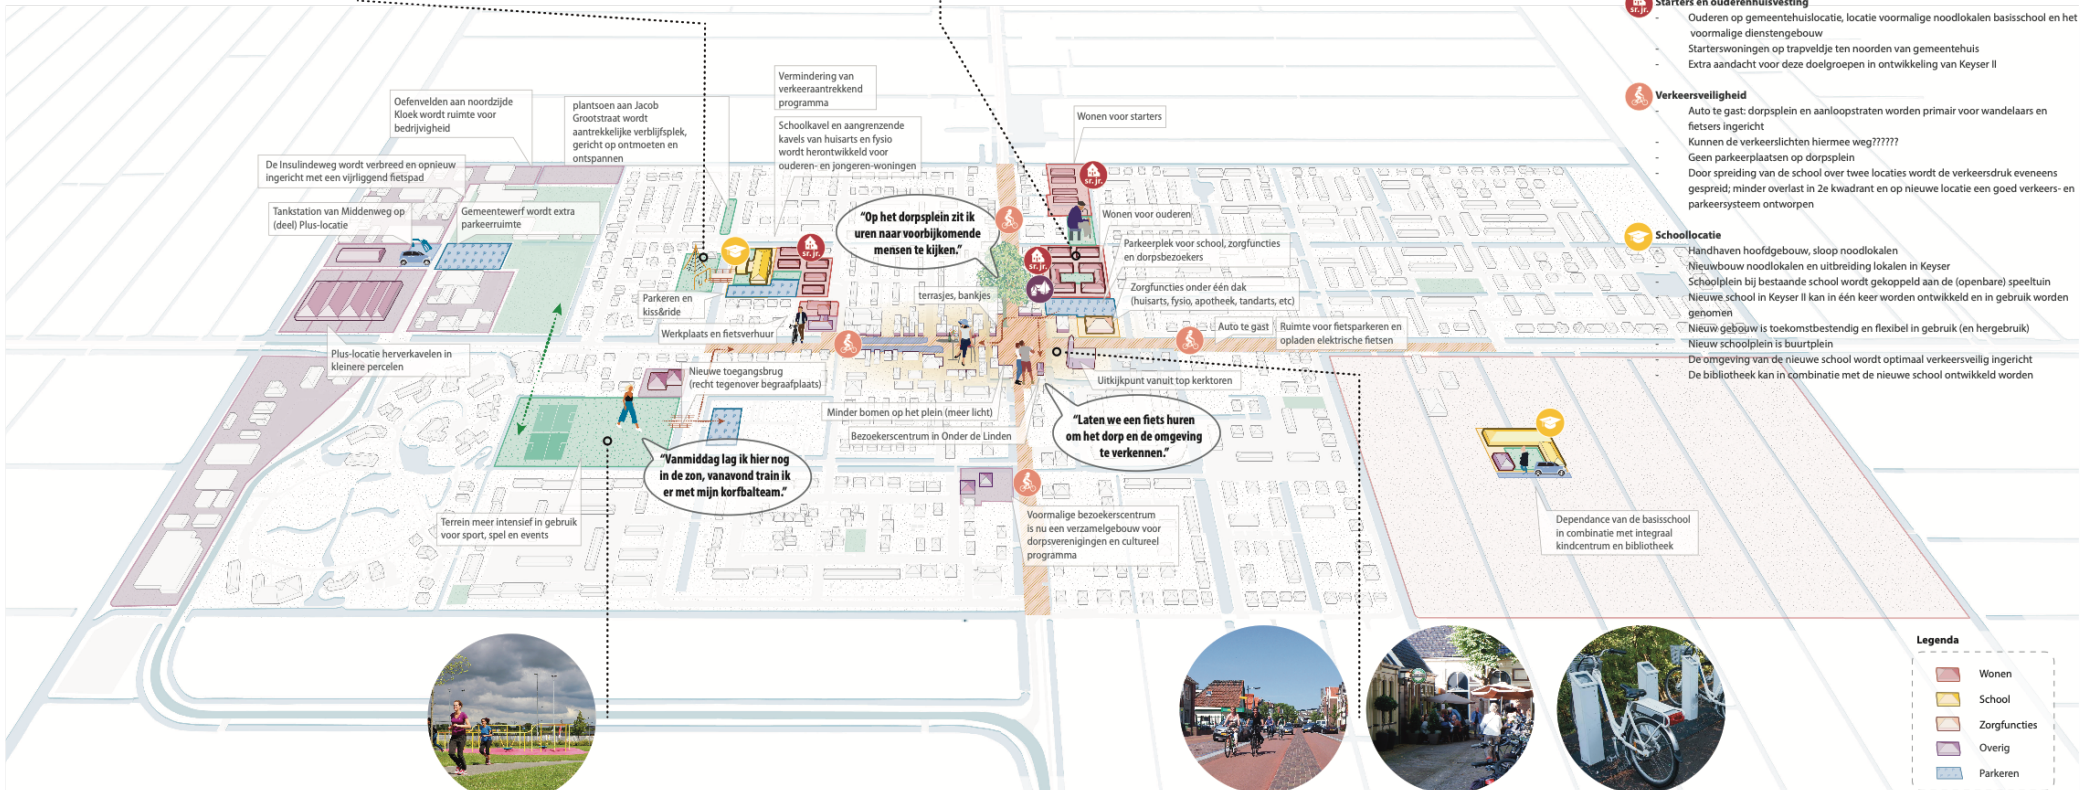 Starters en ouderenhuisvesting
sr. jr.
- Ouderen op gemeentehuislocatie, locatie voormalige noodlokalen basisschool en het
voormalige dienstengebouw
- Starterswoningen op trapveldje ten noorden van gemeentehuis
- Extra aandacht voor deze doelgroepen in ontwikkeling van Keyser II
Verkeersveiligheid
- Auto te gast: dorpsplein en aanloopstraten worden primair voor wandelaars en
fietsers ingericht
- Kunnen de verkeerslichten hiermee weg??????
- Geen parkeerplaatsen op dorpsplein
- Door spreiding van de school over twee locaties wordt de verkeersdruk eveneens
gespreid; minder overlast in 2e kwadrant en op nieuwe locatie een goed verkeers- en
parkeersysteem ontworpen
Schoollocatie
- Handhaven hoofdgebouw, sloop noodlokalen
- Nieuwbouw noodlokalen en uitbreiding lokalen in Keyser
- Schoolplein bij bestaande school wordt gekoppeld aan de (openbare) speeltuin
- Nieuwe school in Keyser II kan in één keer worden ontwikkeld en in gebruik worden
genomen
- Nieuw gebouw is toekomstbestendig en flexibel in gebruik (en hergebruik)
- Nieuw schoolplein is buurtplein
- De omgeving van de nieuwe school wordt optimaal verkeersveilig ingericht
- De bibliotheek kan in combinatie met de nieuwe school ontwikkeld worden
Vermindering van
verkeeraantrekkend
programma
Oefenvelden aan noordzijde
Kloek wordt ruimte voor
bedrijvigheid
plantsoen aan Jacob
Grootstraat wordt
aantrekkelijke verblijfsplek,
gericht op ontmoeten en
ontspannen
Schoolkavel en aangrenzende
kavels van huisarts en fysio
wordt herontwikkeld voor
ouderen- en jongeren-woningen
Wonen voor starters
De Insulindeweg wordt verbreed en opnieuw
ingericht met een vijrliggend fietspad
sr. jr.
Tankstation van Middenweg op
(deel) Plus-locatie
Gemeentewerf wordt extra
parkeerruimte
“Op het dorpsplein zit ik
uren naar voorbijkomende
mensen te kijken.”
Wonen voor ouderen
sr. jr.
sr. jr.
Parkeerplek voor school, zorgfuncties
en dorpsbezoekers
Zorgfuncties onder één dak
(huisarts, fysio, apotheek, tandarts, etc)
Parkeren en
kiss&ride
terrasjes, bankjes
Werkplaats en fietsverhuur
Auto te gast
Ruimte voor fietsparkeren en
opladen elektrische fietsen
Plus-locatie herverkavelen in
kleinere percelen
Nieuwe toegangsbrug
(recht tegenover begraafplaats)
Uitkijkpunt vanuit top kerktoren
Minder bomen op het plein (meer licht)
Bezoekerscentrum in Onder de Linden
“Laten we een fiets huren
om het dorp en de omgeving
te verkennen.”
“Vanmiddag lag ik hier nog
in de zon, vanavond train ik
er met mijn korfbalteam.”
Terrein meer intensief in gebruik
voor sport, spel en events
Voormalige bezoekerscentrum
is nu een verzamelgebouw voor
dorpsverenigingen en cultureel
programma
Dependance van de basisschool
in combinatie met integraal
kindcentrum en bibliotheek
Legenda
Wonen
School
Zorgfuncties
Overig
Parkeren